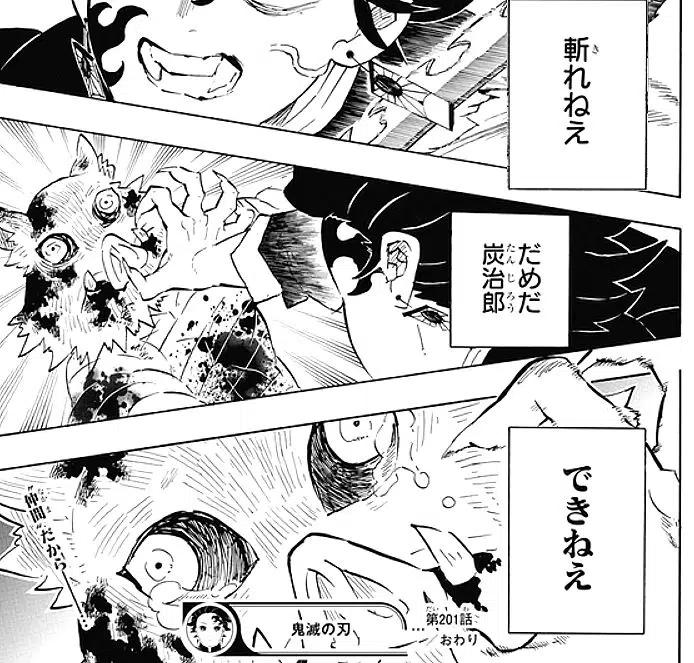 斬れねえ
だめだ
炭治郎
できねえ
“仲間”だから──
鬼滅の刃
…
第201話
おわり